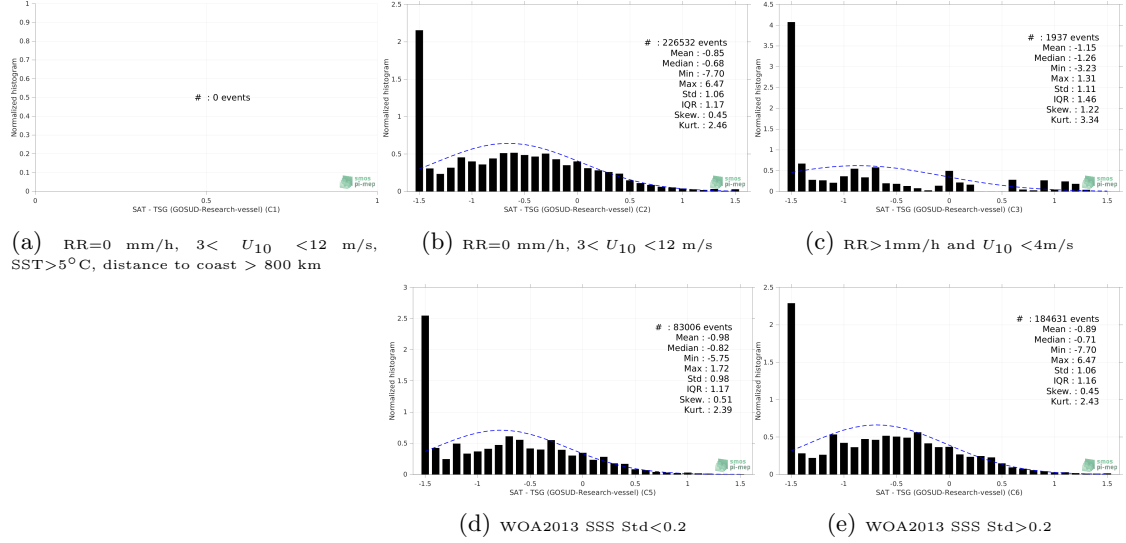 1
0.9
0.8
0.7
0.6
0.5
0.4
0.3
0.2
0.1
0
Normalized histogram
# : 0 events
smos
pi-mep
0 0.5 1
SAT - TSG (GOSUD-Research-vessel) (C1)
(a) RR=0 mm/h, 3< U10 <12 m/s,
SST>5°C, distance to coast > 800 km
2.5
2
1.5
1
0.5
0
Normalized histogram
# : 226532 events
Mean : -0.85
Median : -0.68
Min : -7.70
Max : 6.47
Std : 1.06
IQR : 1.17
Skew. : 0.45
Kurt. : 2.46
smos
pi-mep
-1.5 -1 -0.5 0 0.5 1 1.5
SAT - TSG (GOSUD-Research-vessel) (C2)
(b) RR=0 mm/h, 3< U10 <12 m/s
4.5
4
3.5
3
2.5
2
1.5
1
0.5
0
Normalized histogram
# : 1937 events
Mean : -1.15
Median : -1.26
Min : -3.23
Max : 1.31
Std : 1.11
IQR : 1.46
Skew. : 1.22
Kurt. : 3.34
smos
pi-mep
-1.5 -1 -0.5 0 0.5 1 1.5
SAT - TSG (GOSUD-Research-vessel) (C3)
(c) RR>1mm/h and U10 <4m/s
3
2.5
2
1.5
1
0.5
0
Normalized histogram
# : 83006 events
Mean : -0.98
Median : -0.82
Min : -5.75
Max : 1.72
Std : 0.98
IQR : 1.17
Skew. : 0.51
Kurt. : 2.39
smos
pi-mep
-1.5 -1 -0.5 0 0.5 1 1.5
SAT - TSG (GOSUD-Research-vessel) (C5)
(d) WOA2013 SSS Std<0.2
2.5
2
1.5
1
0.5
0
Normalized histogram
# : 184631 events
Mean : -0.89
Median : -0.71
Min : -7.70
Max : 6.47
Std : 1.06
IQR : 1.16
Skew. : 0.45
Kurt. : 2.43
smos
pi-mep
-1.5 -1 -0.5 0 0.5 1 1.5
SAT - TSG (GOSUD-Research-vessel) (C6)
(e) WOA2013 SSS Std>0.2